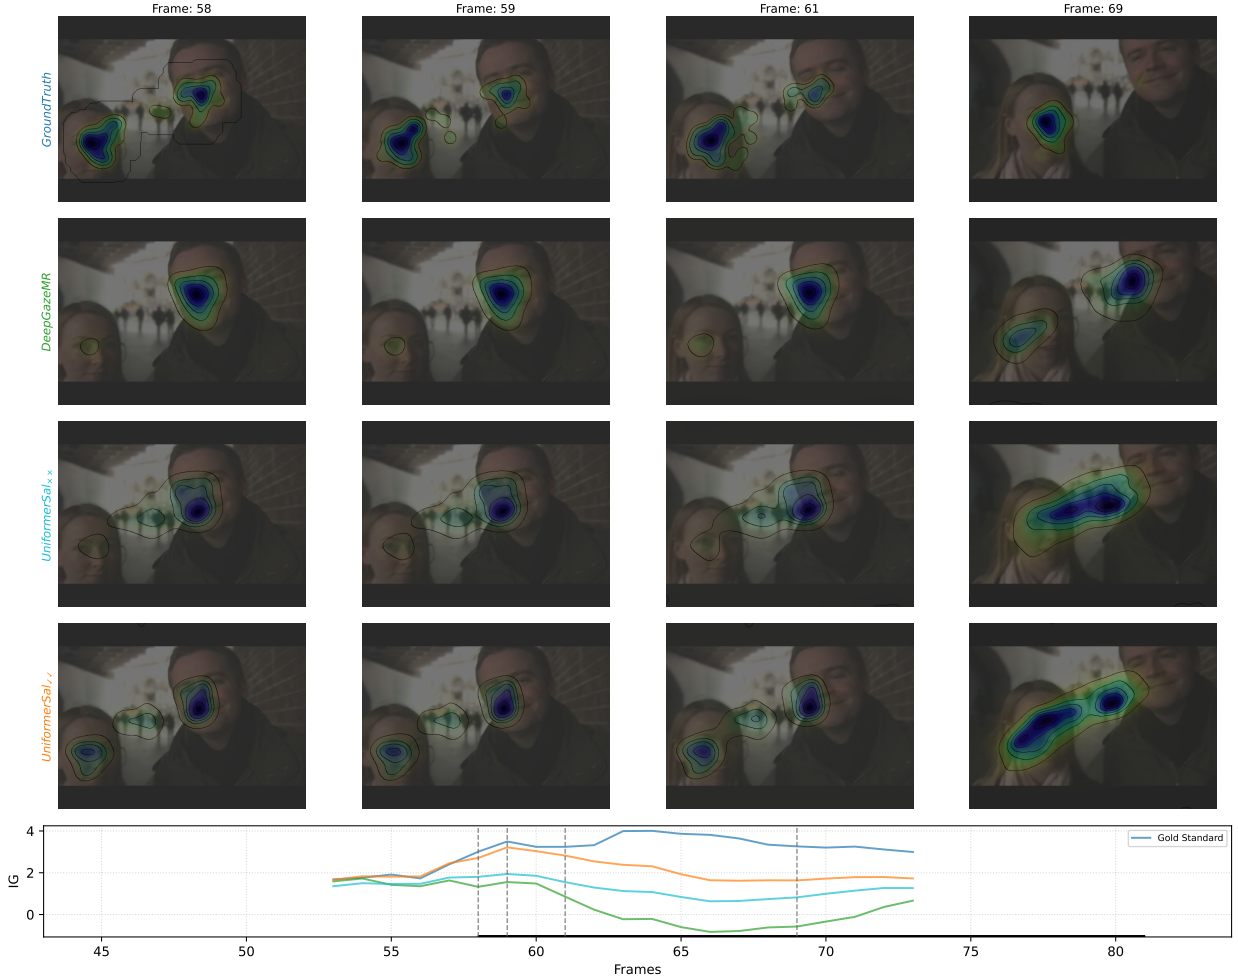 Frame: 58
Frame: 59
Frame: 61
Frame: 69
GroundTruth
DeepGazeMR
UniformerSal××
UniformerSal✓✓
4
2
0
IG
Gold Standard
45
50
55
60
65
70
75
80
Frames